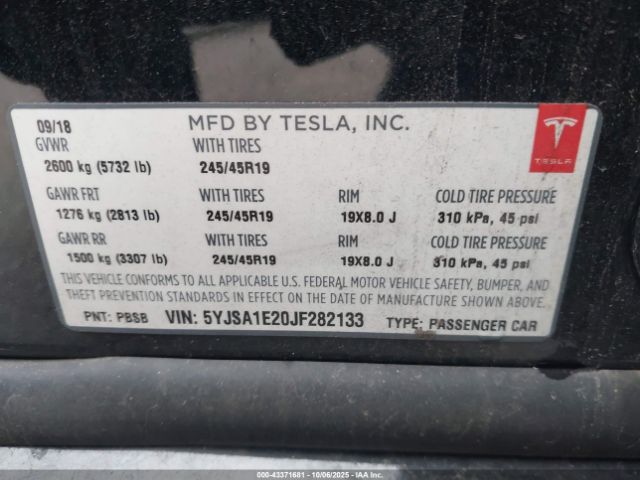 09/18 MFD BY TESLA, INC.
GVWR WITH TIRES
2600 kg (5732 lb) 245/45R19
TESLA
GAWR FRT WITH TIRES RIM COLD TIRE PRESSURE
1276 kg (2813 lb) 245/45R19 19X8.0 J 310 kPa, 45 psi
GAWR RR WITH TIRES RIM COLD TIRE PRESSURE
1500 kg (3307 lb) 245/45R19 19X8.0 J 310 kPa, 45 psi
THIS VEHICLE CONFORMS TO ALL APPLICABLE U.S. FEDERAL MOTOR VEHICLE SAFETY, BUMPER, AND
THEFT PREVENTION STANDARDS IN EFFECT ON THE DATE OF MANUFACTURE SHOWN ABOVE.
PNT: PBSB VIN: 5YJSA1E20JF282133 TYPE: PASSENGER CAR
000-43371681 - 10/06/2025 - IAA Inc.